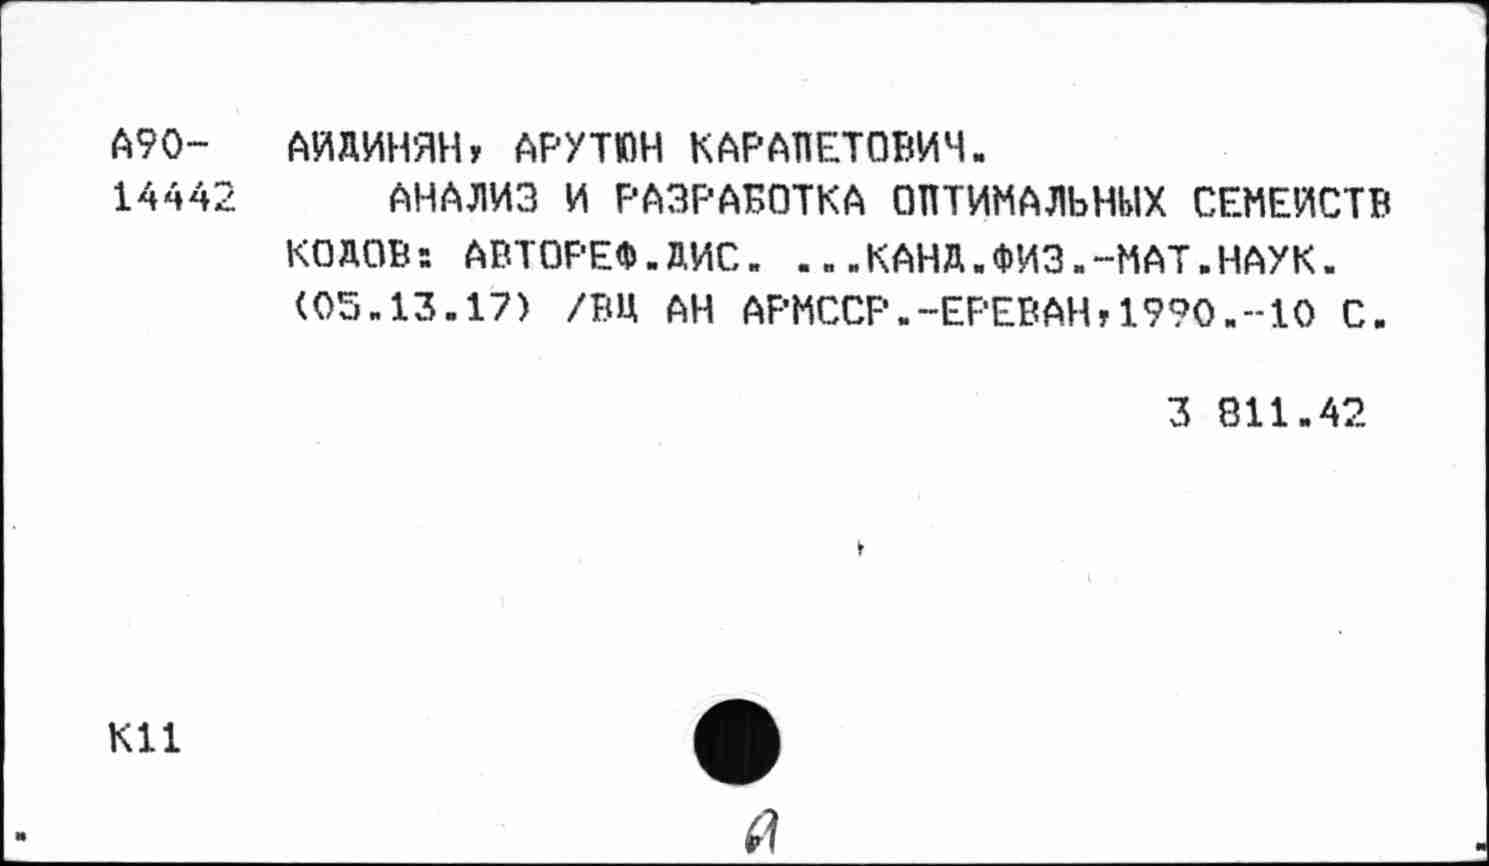 А90- АЙДИНЯН, АРУТЮН КАРАПЕТОВИЧ.
14442 АНАЛИЗ И РАЗРАБОТКА ОПТИМАЛЬНЫХ СЕМЕЙСТВ
КОДОВ: АВТОРЕФ.ДИС. ...КАНД.ФИЗ.-МАТ.НАУК.
(05.13.17) /ВЦ АН АРМССР.-ЕРЕВАН,1990.-10 С.
3 811.42
К11
А